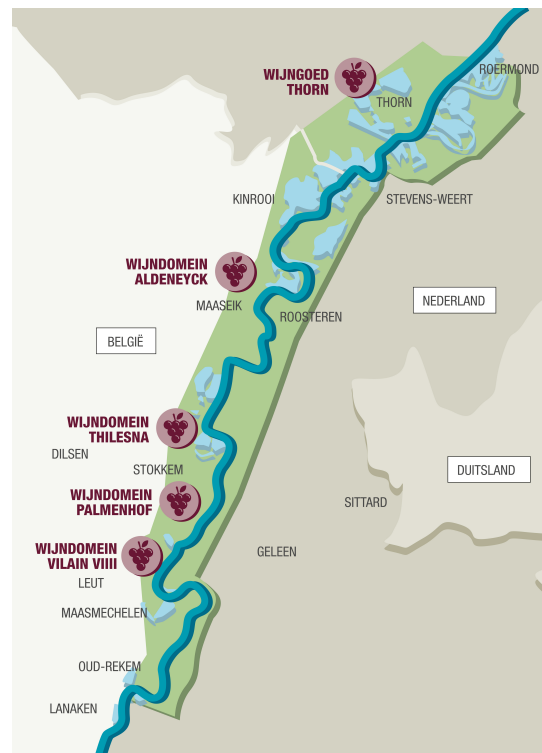 ROERMOND
WIJNGOED
THORN
THORN
KINROOI
STEVENS-WEERT
WIJNDOMEIN
ALDENEYCK
MAASEIK
NEDERLAND
ROOSTEREN
BELGIË
WIJNDOMEIN
THILESNA
DILSEN
STOKKEM
DUITSLAND
WIJNDOMEIN
PALMENHOF
SITTARD
WIJNDOMEIN
VILAIN VIIII
GELEEN
LEUT
MAASMECHELEN
OUD-REKEM
LANAKEN